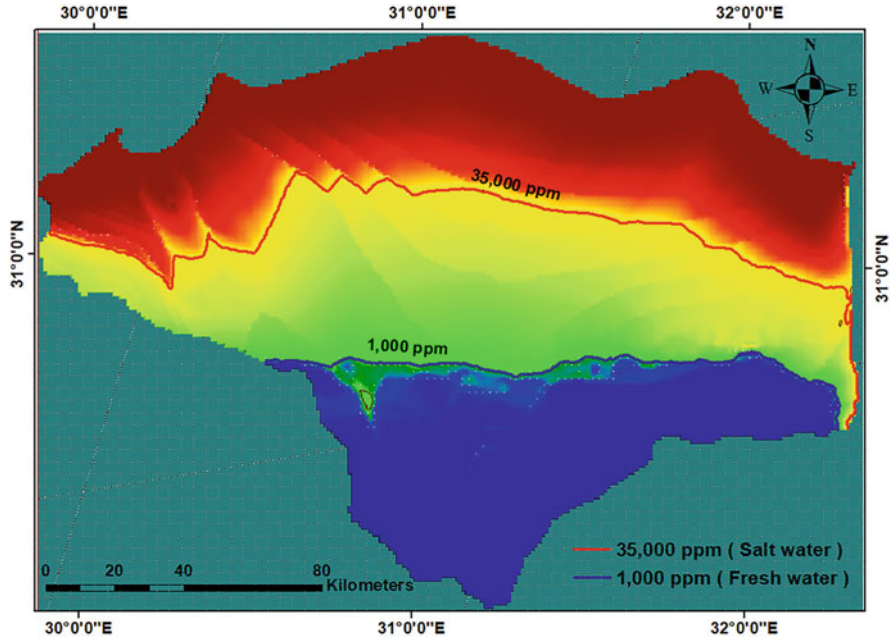 30°0'0"E 31°0'0"E 32°0'0"E
N
W E
S
35,000 ppm
31°0'0"N 31°0'0"N
1,000 ppm
35,000 ppm ( Salt water )
1,000 ppm ( Fresh water )
0 20 40 80
Kilometers
30°0'0"E 31°0'0"E 32°0'0"E